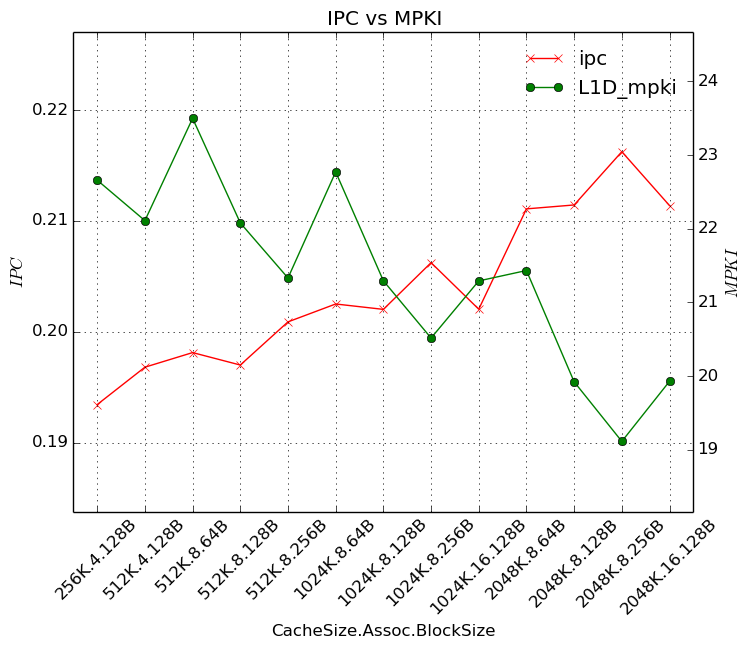 IPC vs MPKI
ipc
L1D_mpki
0.22
0.21
0.20
0.19
IPC
24
23
22
21
20
19
MPKI
256K.4.128B
512K.4.128B
512K.8.64B
512K.8.128B
512K.8.256B
1024K.8.64B
1024K.8.128B
1024K.8.256B
1024K.16.128B
2048K.8.64B
2048K.8.128B
2048K.8.256B
2048K.16.128B
CacheSize.Assoc.BlockSize